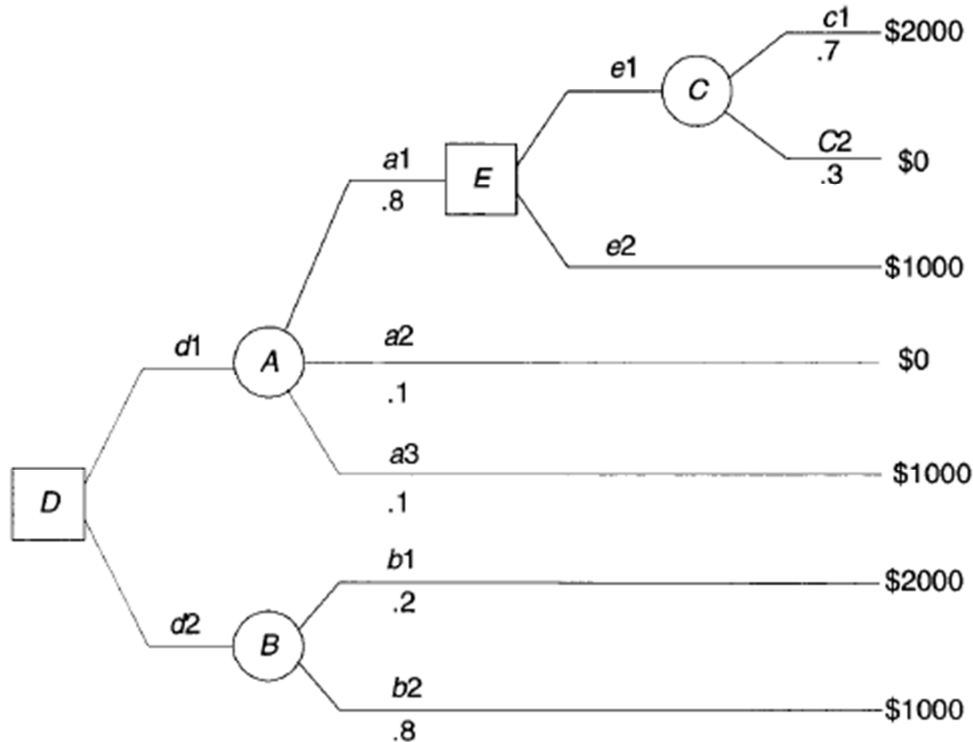 c1 $2000
.7
e1
C
C2 $0
.3
a1
E
.8
e2
$1000
d1
a2
A
$0
.1
a3
$1000
D
.1
b1
$2000
.2
d2
B
b2
$1000
.8